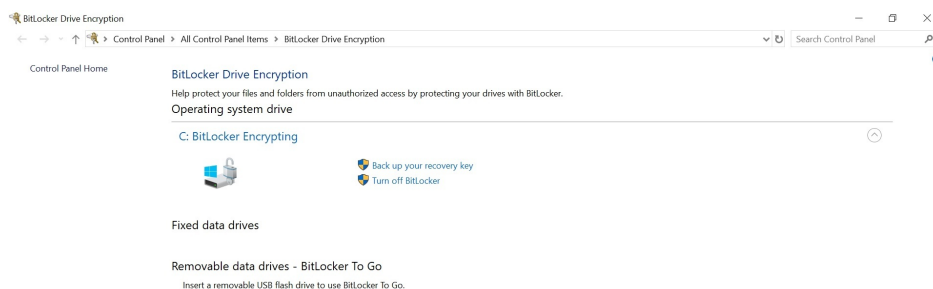 BitLocker Drive Encryption
Control Panel > All Control Panel Items > BitLocker Drive Encryption
Search Control Panel
Control Panel Home
BitLocker Drive Encryption
Help protect your files and folders from unauthorized access by protecting your drives with BitLocker.
Operating system drive
C: BitLocker Encrypting
Back up your recovery key
Turn off BitLocker
Fixed data drives
Removable data drives - BitLocker To Go
Insert a removable USB flash drive to use BitLocker To Go.